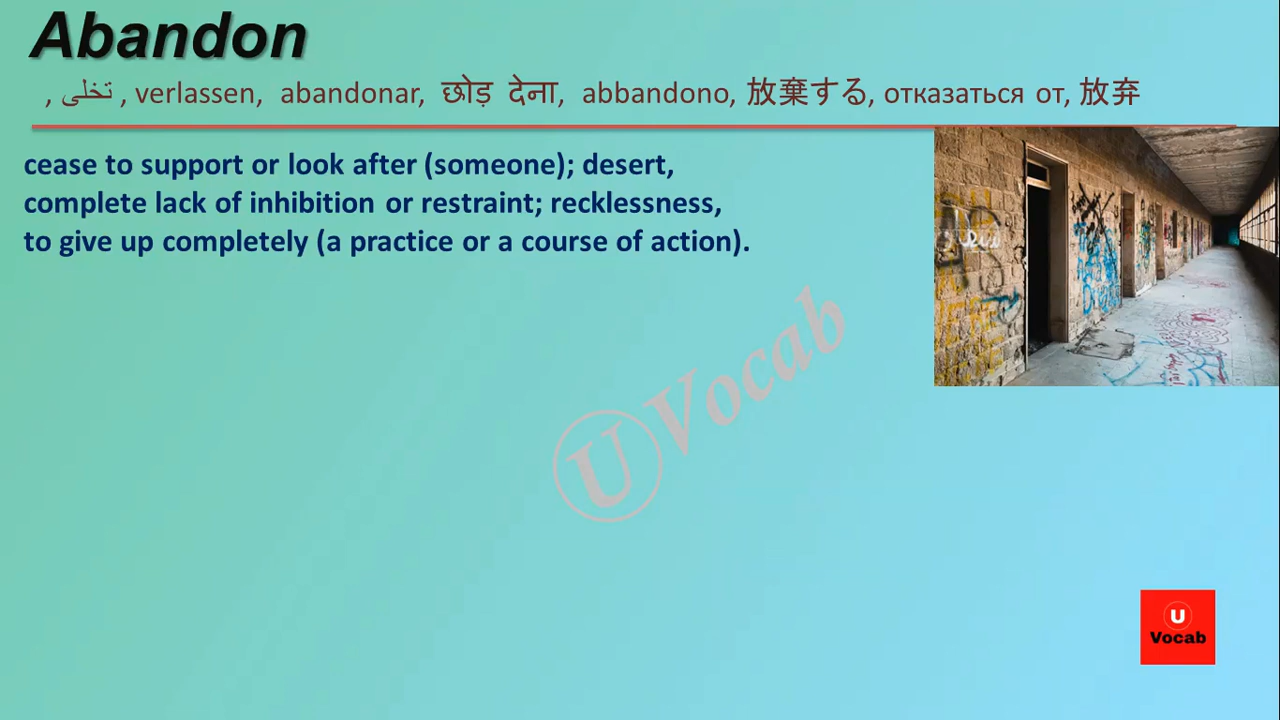 Abandon
, تخلى , verlassen, abandonar, छोड़ देना, abbandono, 放棄する, отказаться от, 放弃
cease to support or look after (someone); desert,
complete lack of inhibition or restraint; recklessness,
to give up completely (a practice or a course of action).
U Vocab
U
Vocab